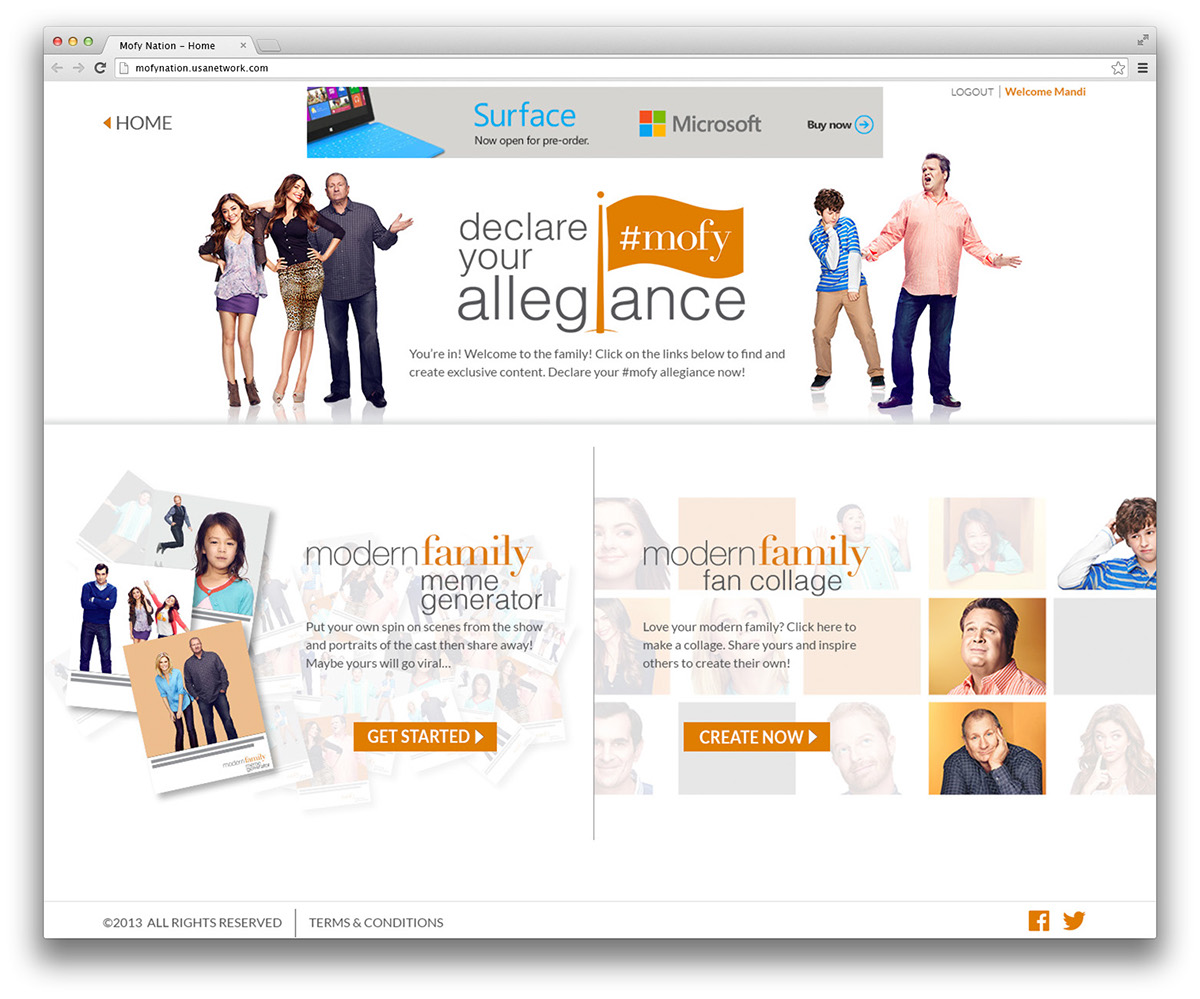 Mofy Nation – Home
mofynation.usanetwork.com
LOGOUT | Welcome Mandi
HOME
Surface
Now open for pre-order.
Microsoft
Buy now
declare
your
allegiance
#mofy
You're in! Welcome to the family! Click on the links below to find and
create exclusive content. Declare your #mofy allegiance now!
modernfamily
meme
generator
Put your own spin on scenes from the show
and portraits of the cast then share away!
Maybe yours will go viral...
GET STARTED
modernfamily
meme
generator
modernfamily
fan collage
Love your modern family? Click here to
make a collage. Share yours and inspire
others to create their own!
CREATE NOW
©2013 ALL RIGHTS RESERVED
TERMS & CONDITIONS